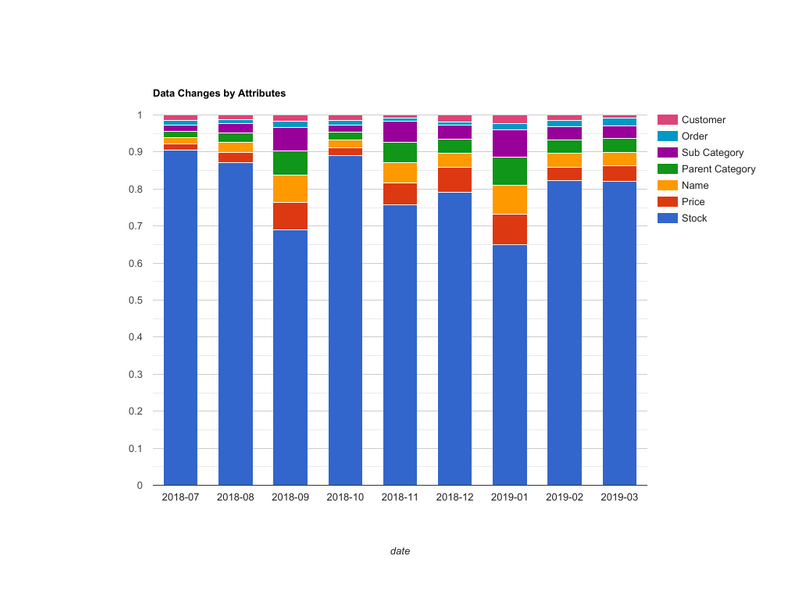 Data Changes by Attributes
1
0.9
0.8
0.7
0.6
0.5
0.4
0.3
0.2
0.1
0
2018-07 2018-08 2018-09 2018-10 2018-11 2018-12 2019-01 2019-02 2019-03
date
Customer
Order
Sub Category
Parent Category
Name
Price
Stock